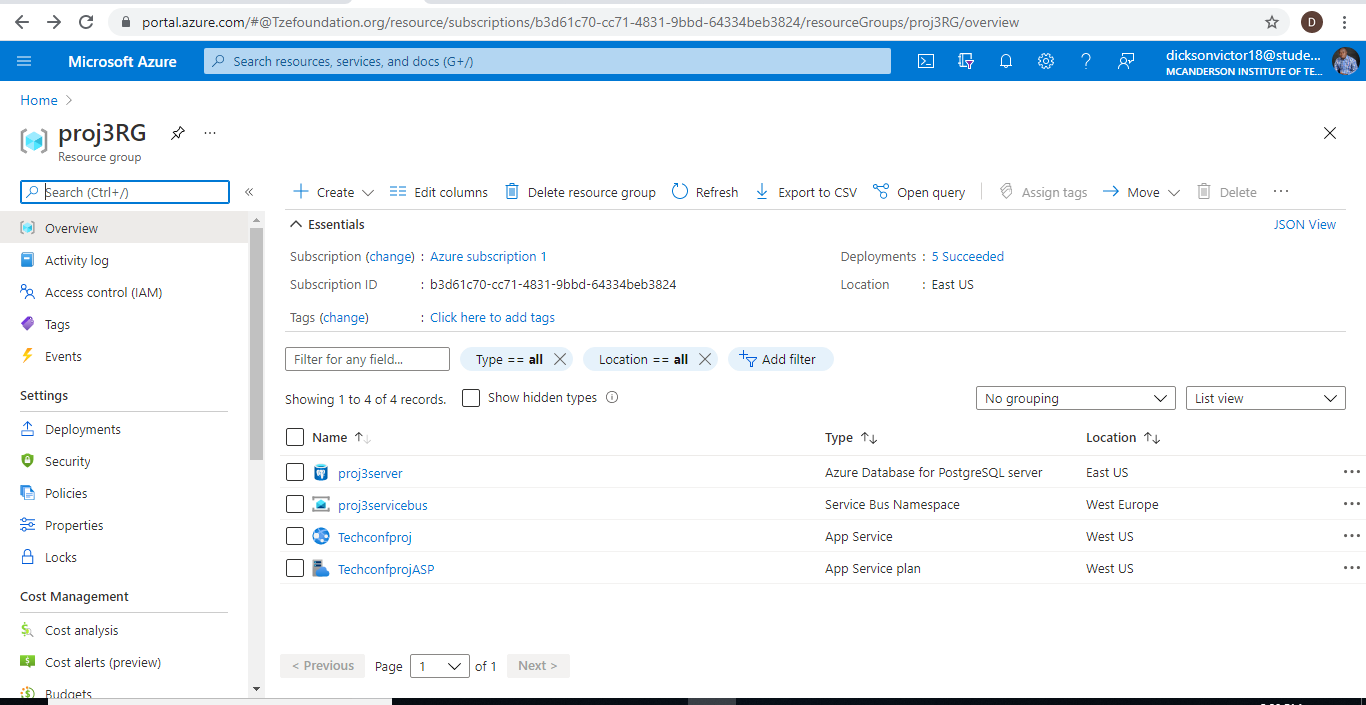 portal.azure.com/#@Tzefoundation.org/resource/subscriptions/b3d61c70-cc71-4831-9bbd-64334beb3824/resourceGroups/proj3RG/overview
D
Microsoft Azure
Search resources, services, and docs (G+/)
dicksonvictor18@stude...
MCANDERSON INSTITUTE OF TE...
Home
proj3RG
Resource group
Search (Ctrl+/)
Create
Edit columns
Delete resource group
Refresh
Export to CSV
Open query
Assign tags
Move
Delete
Overview
Activity log
Access control (IAM)
Tags
Events
Settings
Deployments
Security
Policies
Properties
Locks
Cost Management
Cost analysis
Cost alerts (preview)
Budgets
Essentials
JSON View
Subscription (change) : Azure subscription 1
Deployments : 5 Succeeded
Subscription ID : b3d61c70-cc71-4831-9bbd-64334beb3824
Location : East US
Tags (change) : Click here to add tags
Filter for any field...
Type == all
Location == all
Add filter
Showing 1 to 4 of 4 records.
Show hidden types
No grouping
List view
Name Type Location
proj3server Azure Database for PostgreSQL server East US
proj3servicebus Service Bus Namespace West Europe
Techconfproj App Service West US
TechconfprojASP App Service plan West US
< Previous Page 1 of 1 Next >